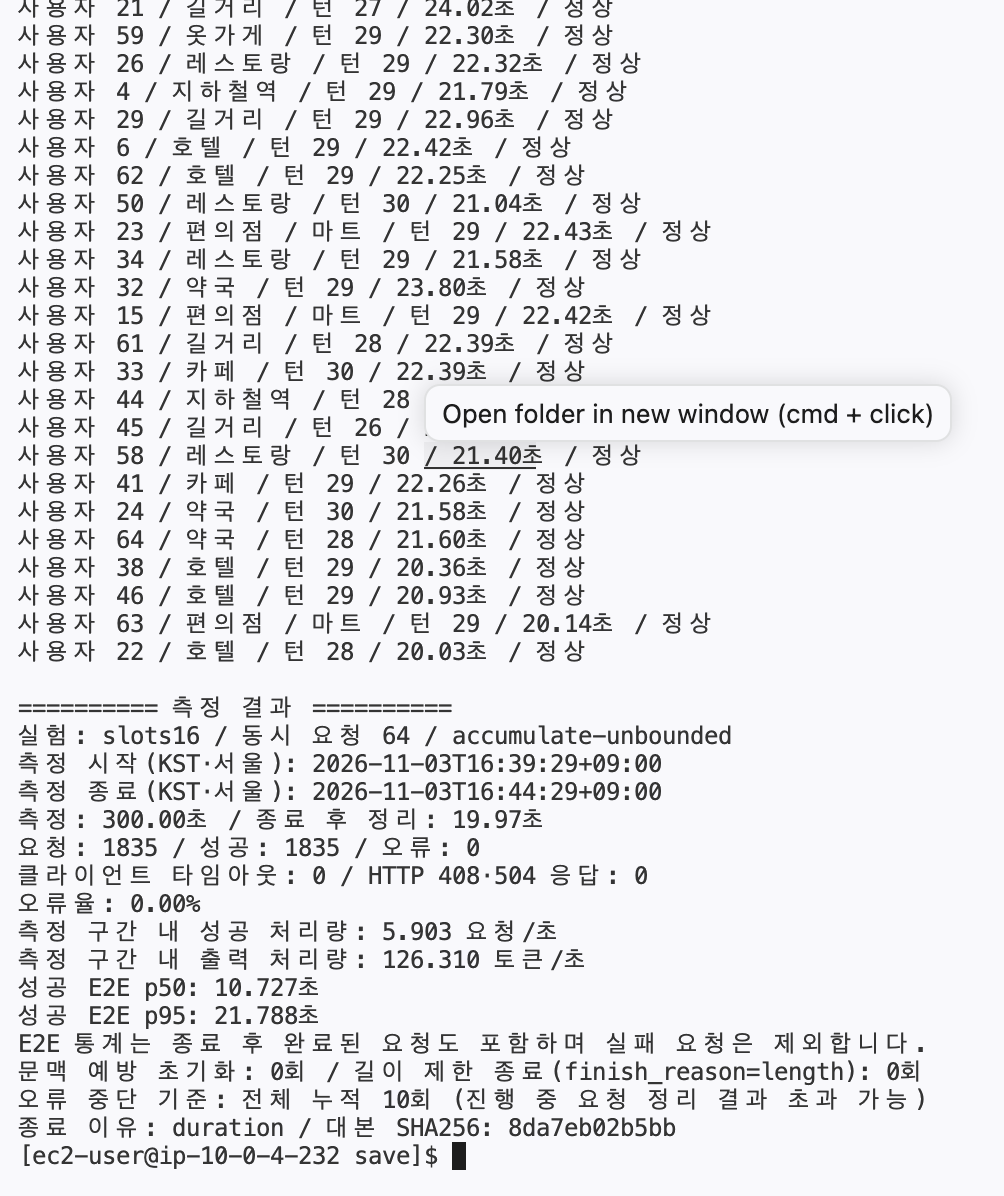 사용자 21 / 길거리 / 턴 27 / 24.02초 / 정상
사용자 59 / 옷가게 / 턴 29 / 22.30초 / 정상
사용자 26 / 레스토랑 / 턴 29 / 22.32초 / 정상
사용자 4 / 지하철역 / 턴 29 / 21.79초 / 정상
사용자 29 / 길거리 / 턴 29 / 22.96초 / 정상
사용자 6 / 호텔 / 턴 29 / 22.42초 / 정상
사용자 62 / 호텔 / 턴 29 / 22.25초 / 정상
사용자 50 / 레스토랑 / 턴 30 / 21.04초 / 정상
사용자 23 / 편의점 / 마트 / 턴 29 / 22.43초 / 정상
사용자 34 / 레스토랑 / 턴 29 / 21.58초 / 정상
사용자 32 / 약국 / 턴 29 / 23.80초 / 정상
사용자 15 / 편의점 / 마트 / 턴 29 / 22.42초 / 정상
사용자 61 / 길거리 / 턴 28 / 22.39초 / 정상
사용자 33 / 카페 / 턴 30 / 22.39초 / 정상
사용자 44 / 지하철역 / 턴 28
Open folder in new window (cmd + click)
사용자 45 / 길거리 / 턴 26 /
사용자 58 / 레스토랑 / 턴 30 / 21.40초 / 정상
사용자 41 / 카페 / 턴 29 / 22.26초 / 정상
사용자 24 / 약국 / 턴 30 / 21.58초 / 정상
사용자 64 / 약국 / 턴 28 / 21.60초 / 정상
사용자 38 / 호텔 / 턴 29 / 20.36초 / 정상
사용자 46 / 호텔 / 턴 29 / 20.93초 / 정상
사용자 63 / 편의점 / 마트 / 턴 29 / 20.14초 / 정상
사용자 22 / 호텔 / 턴 28 / 20.03초 / 정상
========== 측정 결과 ==========
실험: slots16 / 동시 요청 64 / accumulate-unbounded
측정 시작(KST·서울): 2026-11-03T16:39:29+09:00
측정 종료(KST·서울): 2026-11-03T16:44:29+09:00
측정: 300.00초 / 종료 후 정리: 19.97초
요청: 1835 / 성공: 1835 / 오류: 0
클라이언트 타임아웃: 0 / HTTP 408·504 응답: 0
오류율: 0.00%
측정 구간 내 성공 처리량: 5.903 요청/초
측정 구간 내 출력 처리량: 126.310 토큰/초
성공 E2E p50: 10.727초
성공 E2E p95: 21.788초
E2E 통계는 종료 후 완료된 요청도 포함하며 실패 요청은 제외합니다.
문맥 예방 초기화: 0회 / 길이 제한 종료(finish_reason=length): 0회
오류 중단 기준: 전체 누적 10회 (진행 중 요청 정리 결과 초과 가능)
종료 이유: duration / 대본 SHA256: 8da7eb02b5bb
[ec2-user@ip-10-0-4-232 save]$